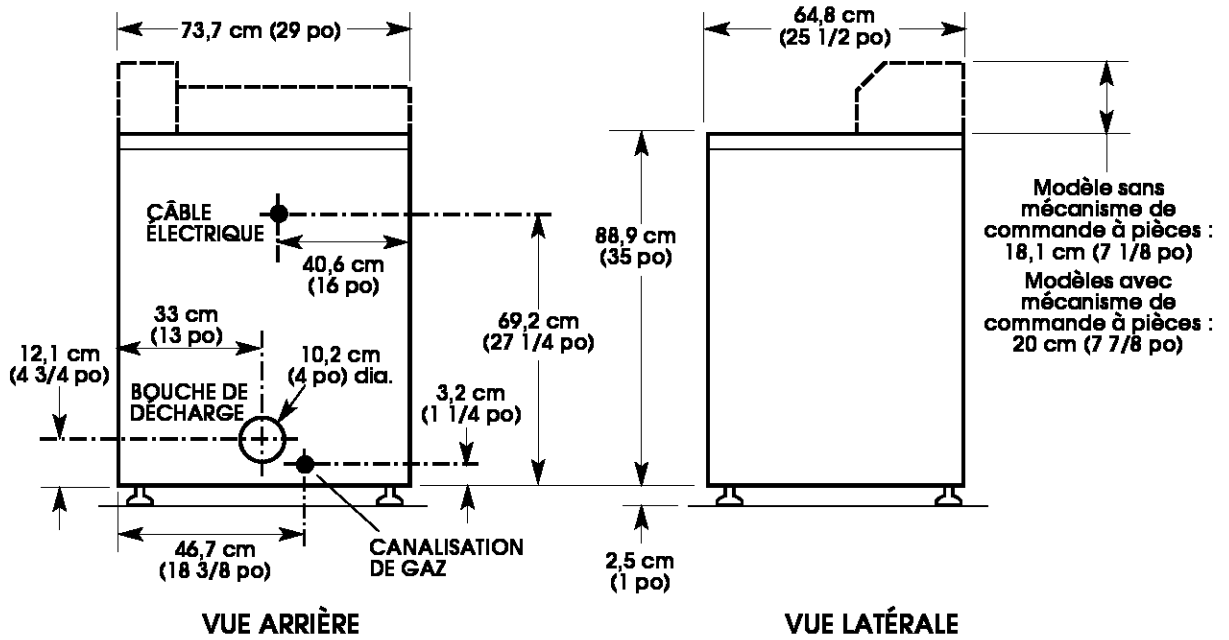 73,7 cm (29 po)
64,8 cm
(25 1/2 po)
CÂBLE
ÉLECTRIQUE
40,6 cm
(16 po)
33 cm
(13 po)
12,1 cm
(4 3/4 po)
10,2 cm
(4 po) dia.
BOUCHE DE
DÉCHARGE
69,2 cm
(27 1/4 po)
3,2 cm
(1 1/4 po)
46,7 cm
(18 3/8 po)
CANALISATION
DE GAZ
88,9 cm
(35 po)
2,5 cm
(1 po)
Modèle sans
mécanisme de
commande à pièces :
18,1 cm (7 1/8 po)
Modèles avec
mécanisme de
commande à pièces :
20 cm (7 7/8 po)
VUE ARRIÈRE
VUE LATÉRALE